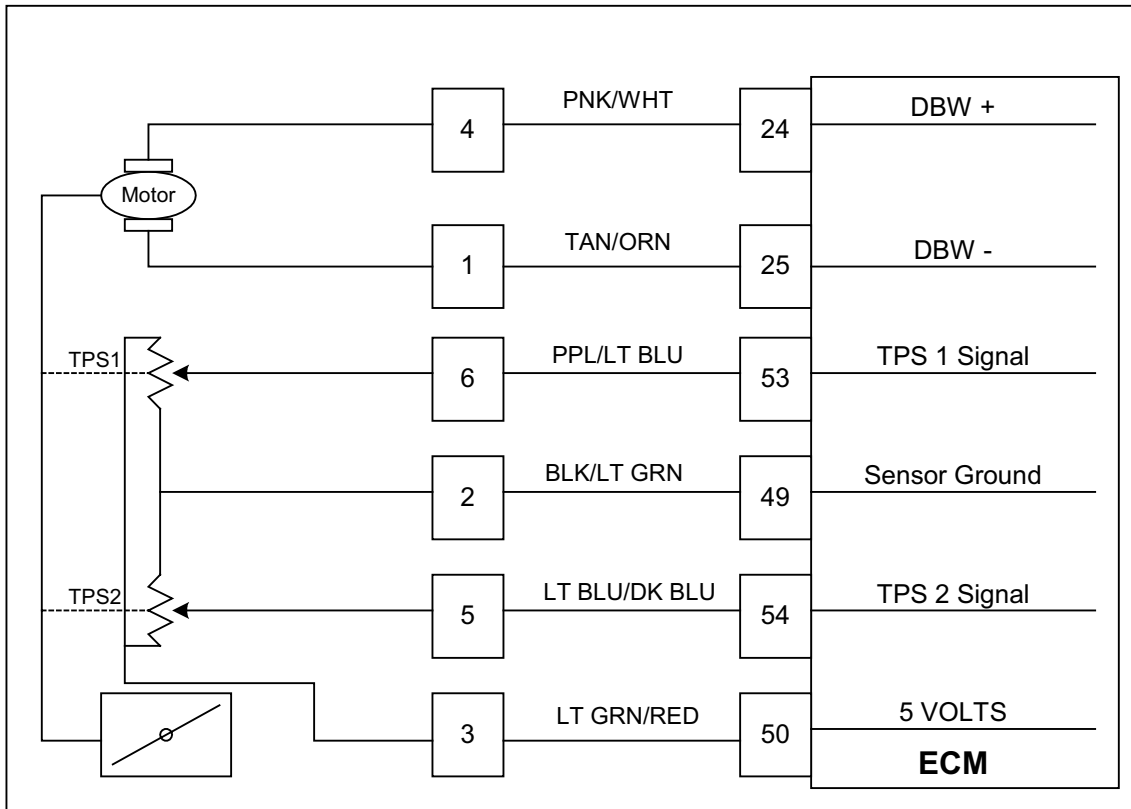 PNK/WHT
4
24
DBW +
Motor
TAN/ORN
1
25
DBW -
TPS1
PPL/LT BLU
6
53
TPS 1 Signal
BLK/LT GRN
2
49
Sensor Ground
TPS2
LT BLU/DK BLU
5
54
TPS 2 Signal
LT GRN/RED
3
50
5 VOLTS
ECM